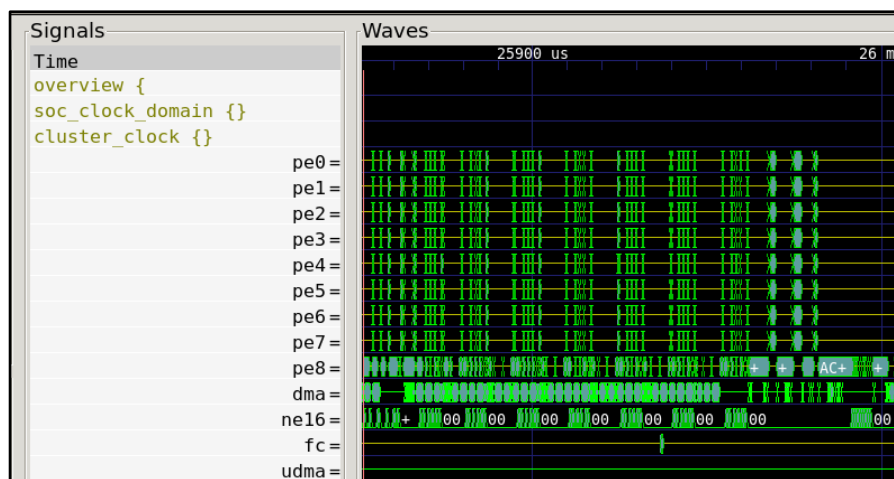 Signals
Waves
25900 us 26 m
Time
overview {
soc_clock_domain {}
cluster_clock {}
pe0=
pe1=
pe2=
pe3=
pe4=
pe5=
pe6=
pe7=
pe8= + + AC+ +
dma=
ne16= + 00 00 00 00 00 00 00 00
fc=
udma=